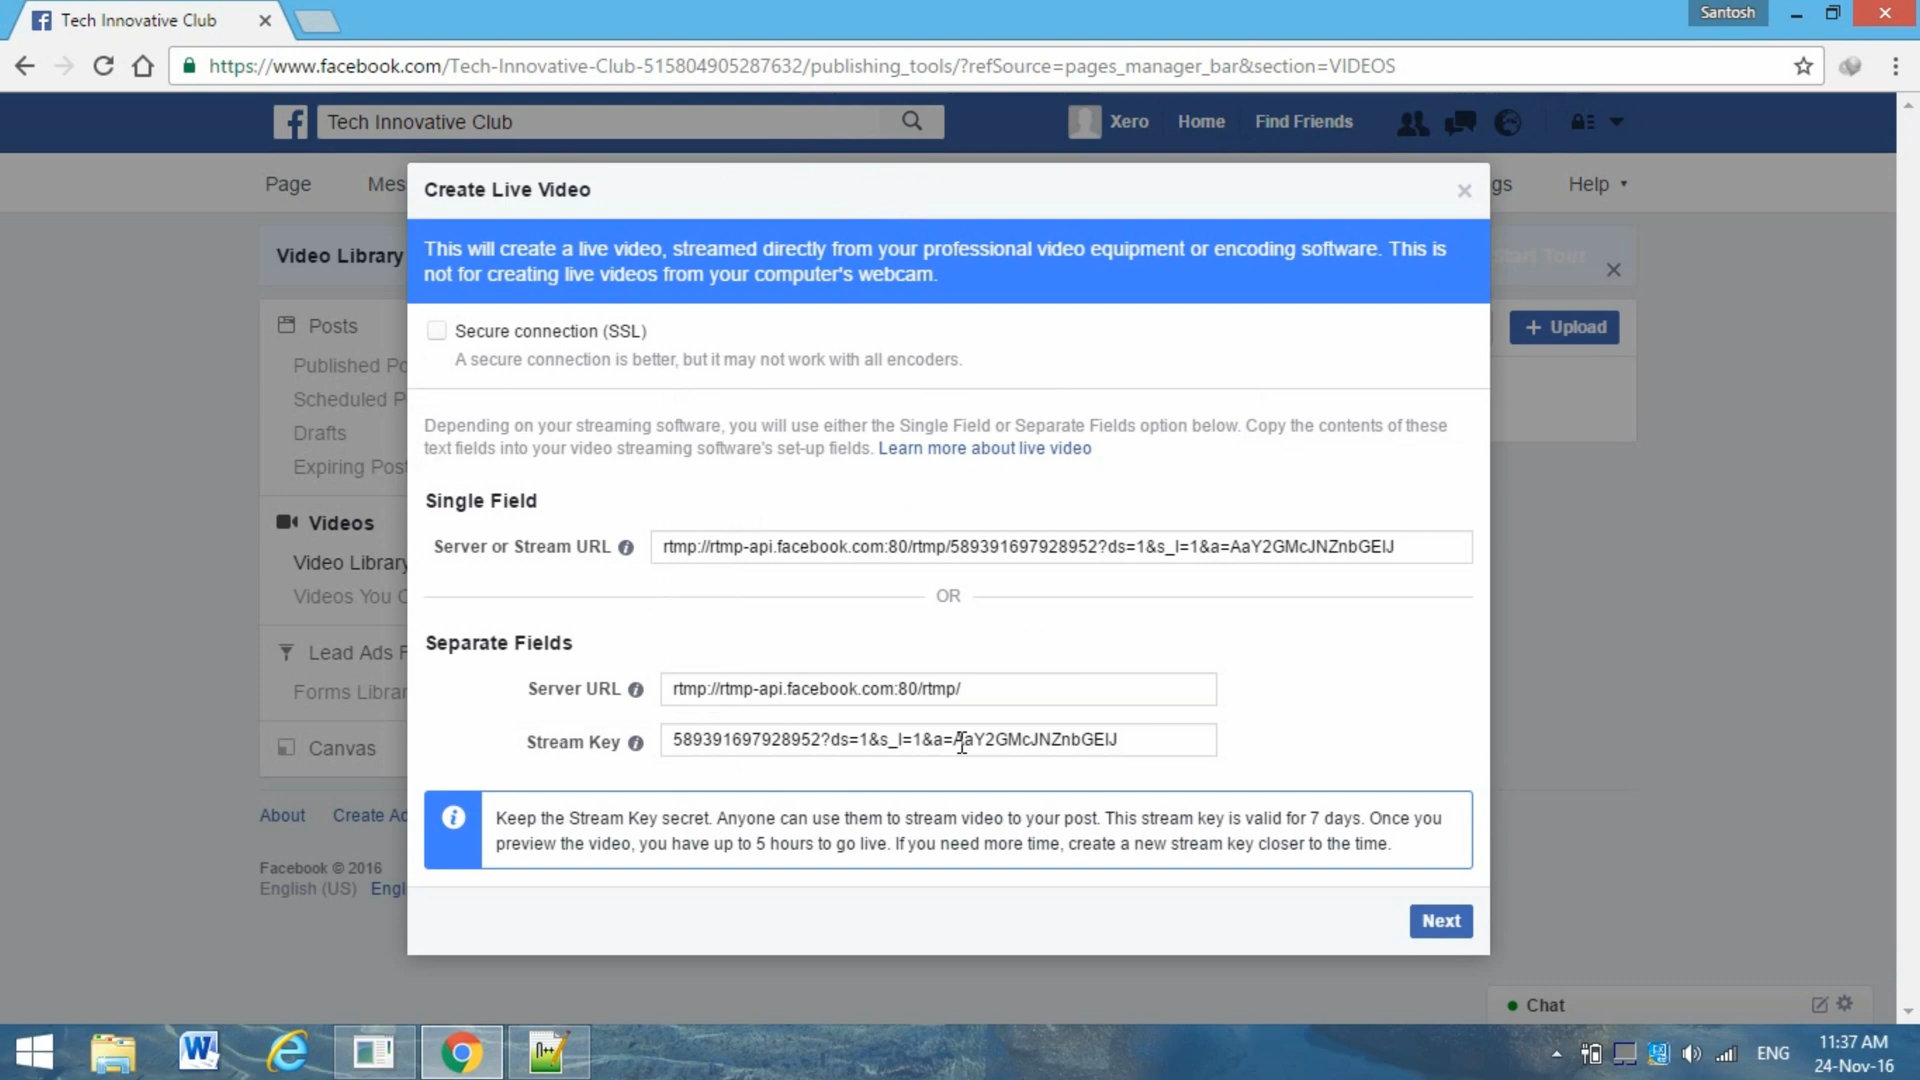 Tech Innovative Club
Santosh
https://www.facebook.com/Tech-Innovative-Club-515804905287632/publishing_tools/?refSource=pages_manager_bar&section=VIDEOS
Tech Innovative Club
Xero Home Find Friends
Page Mes gs Help
Create Live Video
This will create a live video, streamed directly from your professional video equipment or encoding software. This is
not for creating live videos from your computer's webcam.
Video Library
Start Tour
Secure connection (SSL)
A secure connection is better, but it may not work with all encoders.
Posts
+ Upload
Published Po
Scheduled P
Drafts
Expiring Post
Depending on your streaming software, you will use either the Single Field or Separate Fields option below. Copy the contents of these
text fields into your video streaming software's set-up fields. Learn more about live video
Single Field
Server or Stream URL rtmp://rtmp-api.facebook.com:80/rtmp/589391697928952?ds=1&s_l=1&a=AaY2GMcJNZnbGEIJ
Videos
Video Library
Videos You C
OR
Separate Fields
Lead Ads F
Forms Librar
Server URL rtmp://rtmp-api.facebook.com:80/rtmp/
Stream Key 589391697928952?ds=1&s_l=1&a=AaY2GMcJNZnbGEIJ
Canvas
About Create Ad
Keep the Stream Key secret. Anyone can use them to stream video to your post. This stream key is valid for 7 days. Once you
preview the video, you have up to 5 hours to go live. If you need more time, create a new stream key closer to the time.
Facebook © 2016
English (US) Engl
Next
Chat
ENG
11:37 AM
24-Nov-16